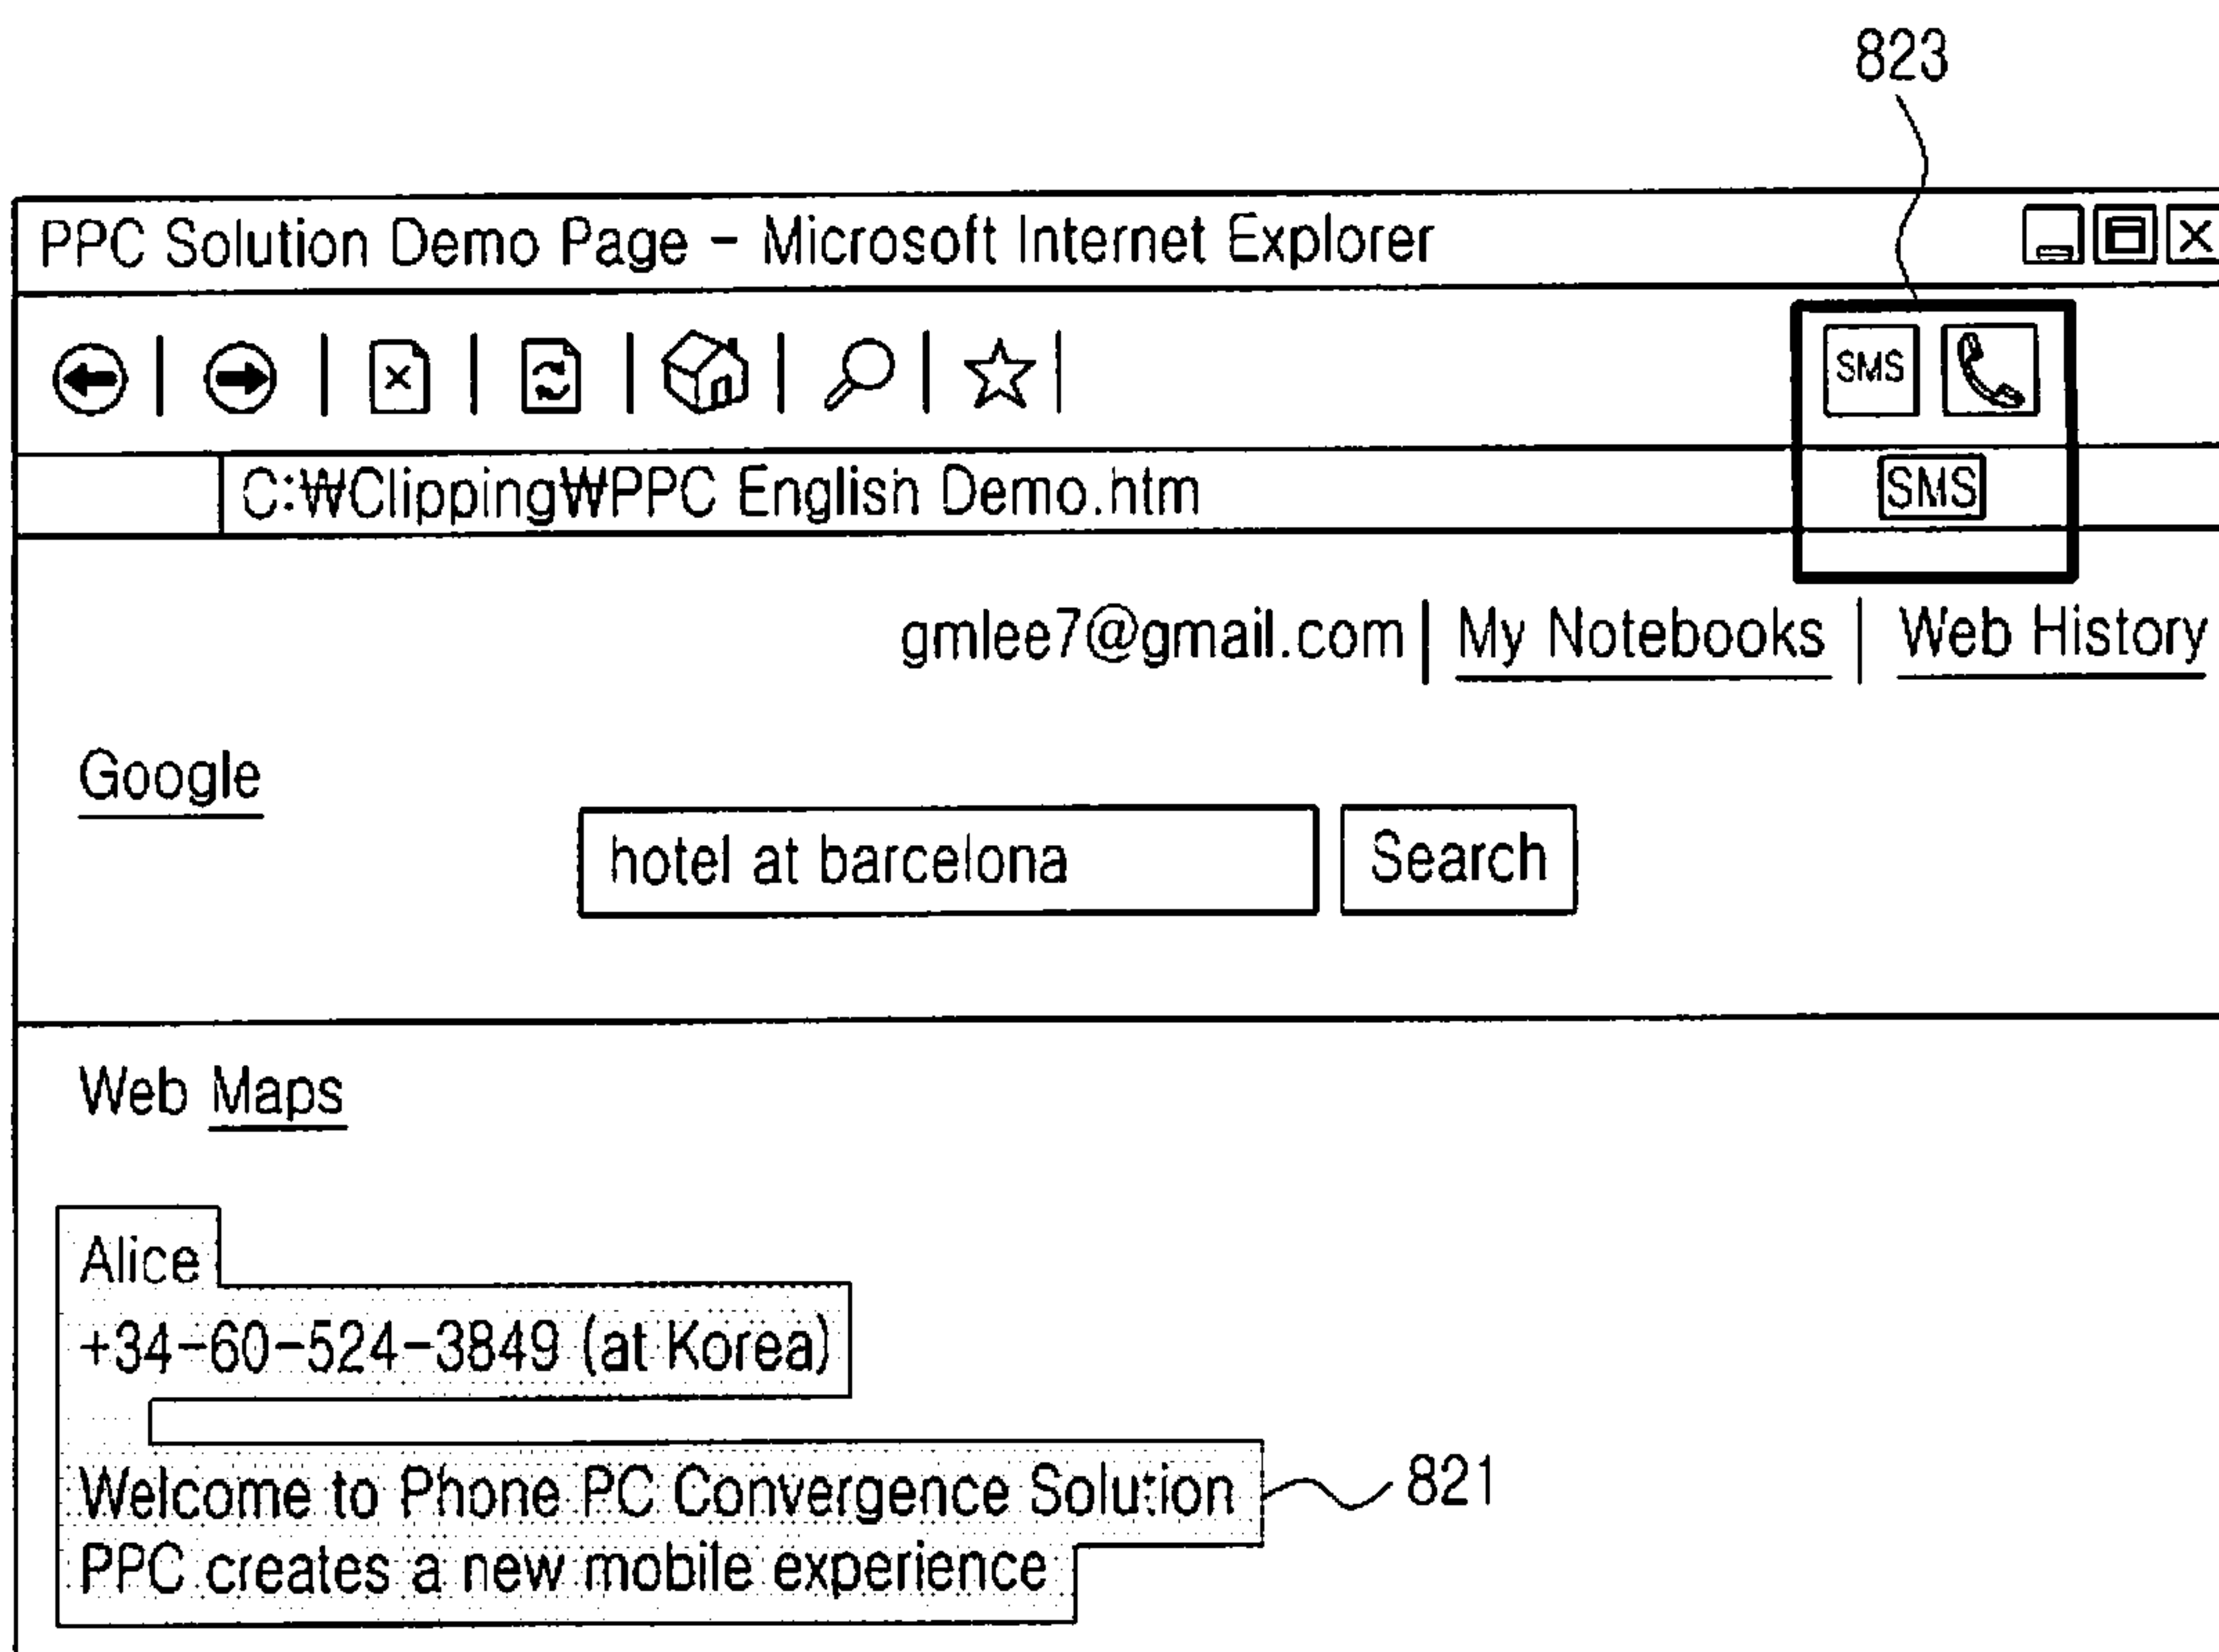 823
PPC Solution Demo Page – Microsoft Internet Explorer
SMS
C:₩Clipping₩PPC English Demo.htm
SMS
gmlee7@gmail.com | My Notebooks | Web History
Google
hotel at barcelona Search
Web Maps
Alice
+34-60-524-3849 (at Korea)
Welcome to Phone PC Convergence Solution
821
PPC creates a new mobile experience